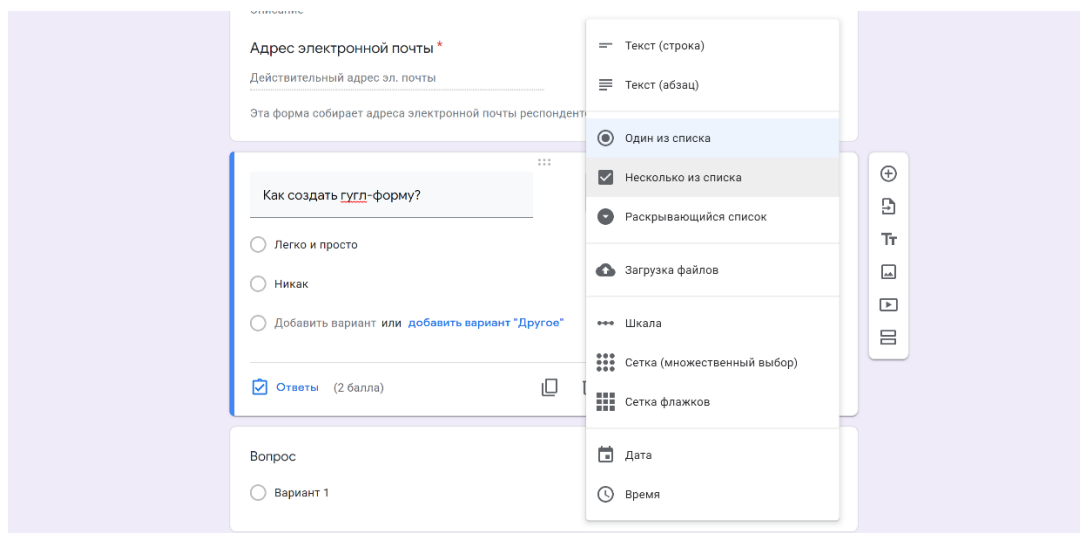 Описание
Адрес электронной почты *
Действительный адрес эл. почты
Эта форма собирает адреса электронной почты респонденто
Как создать гугл-форму?
Легко и просто
Никак
Добавить вариант или добавить вариант "Другое"
Ответы (2 балла)
Вопрос
Вариант 1
Текст (строка)
Текст (абзац)
Один из списка
Несколько из списка
Раскрывающийся список
Загрузка файлов
Шкала
Сетка (множественный выбор)
Сетка флажков
Дата
Время
Тт